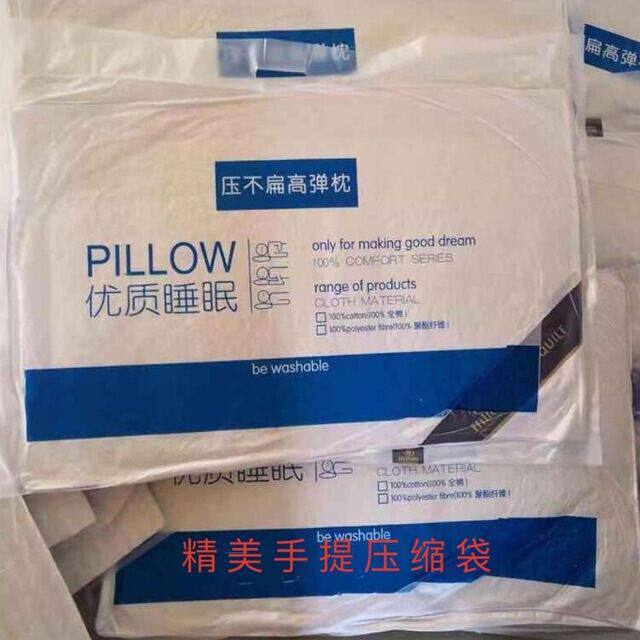 扁高弹
压不扁高弹枕
PILLOW
优质睡眠
only for making good dream
100% COMFORT SERIES
range of products
CLOTH MATERIAL
100%cotton(100% 全棉)
100%polyester fibre(100% 聚酯纤维)
be washable
QUILT
优质睡眠
CLOTH MATERIAL
100%cotton(100% 全棉)
100%polyester fibre(100% 聚酯纤维)
be washable
精美手提压缩袋